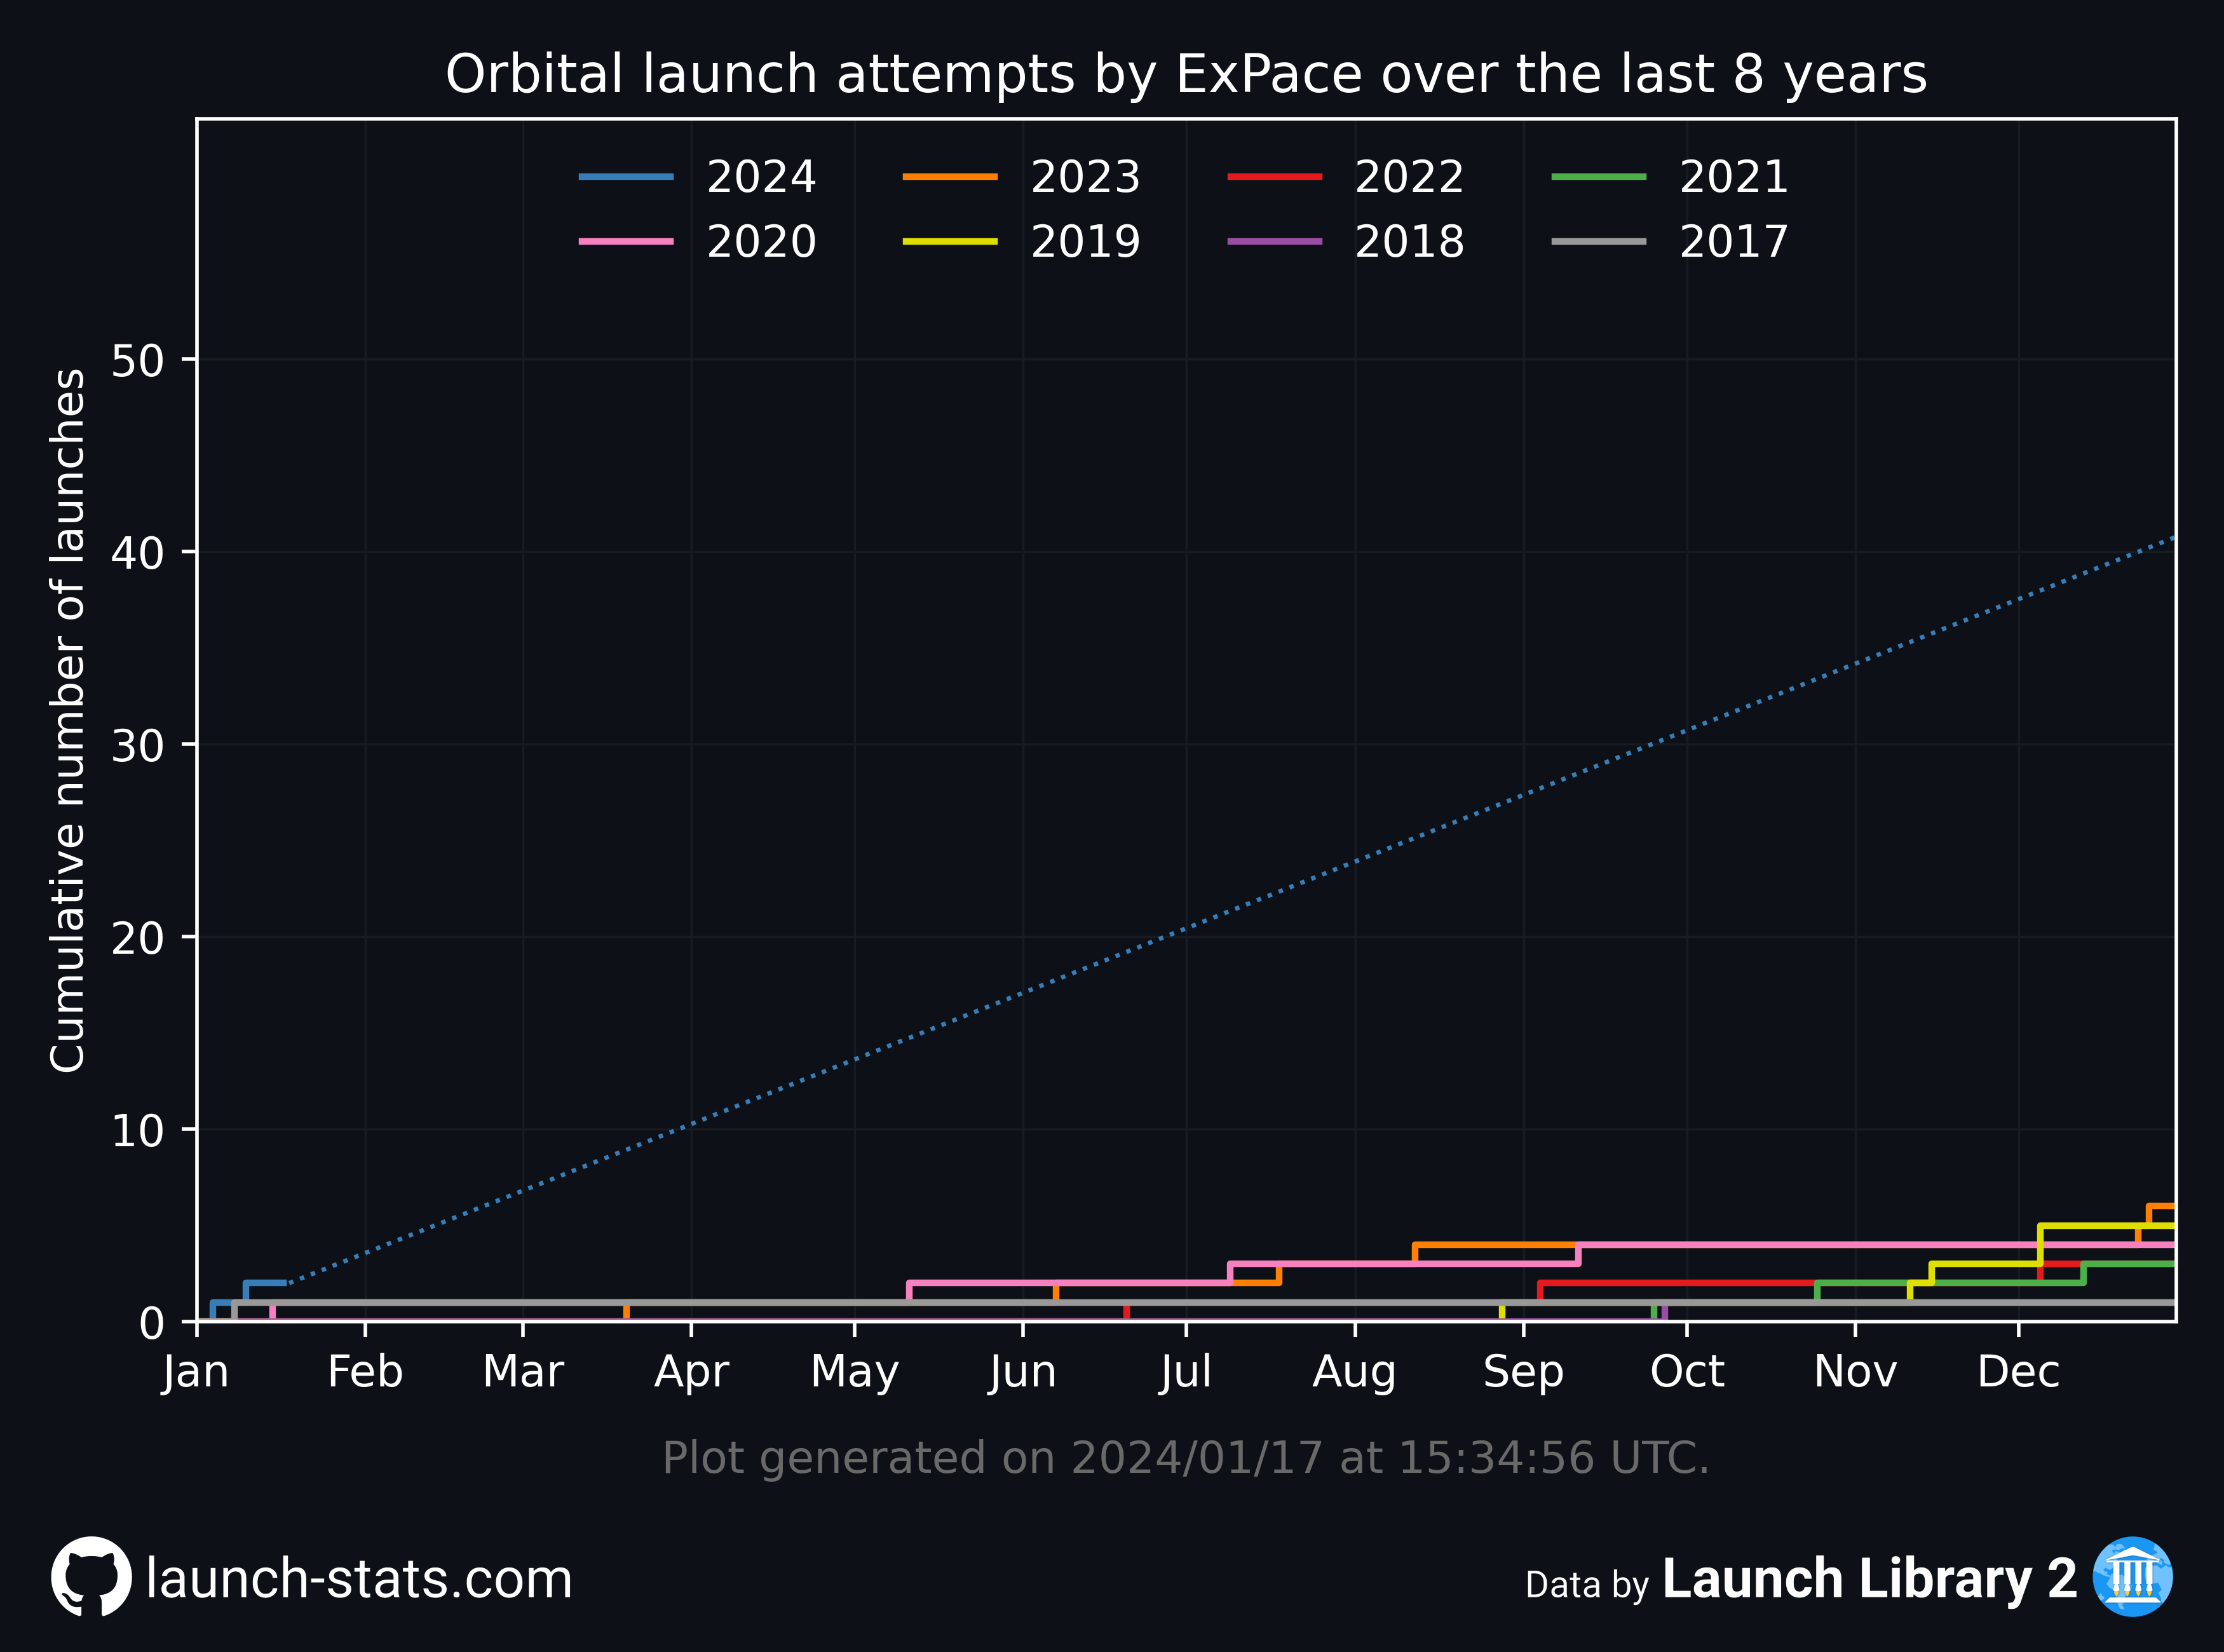 Orbital launch attempts by ExPace over the last 8 years
2024 2023 2022 2021
2020 2019 2018 2017
Cumulative number of launches
50
40
30
20
10
0
Jan Feb Mar Apr May Jun Jul Aug Sep Oct Nov Dec
Plot generated on 2024/01/17 at 15:34:56 UTC.
launch-stats.com
Data by Launch Library 2